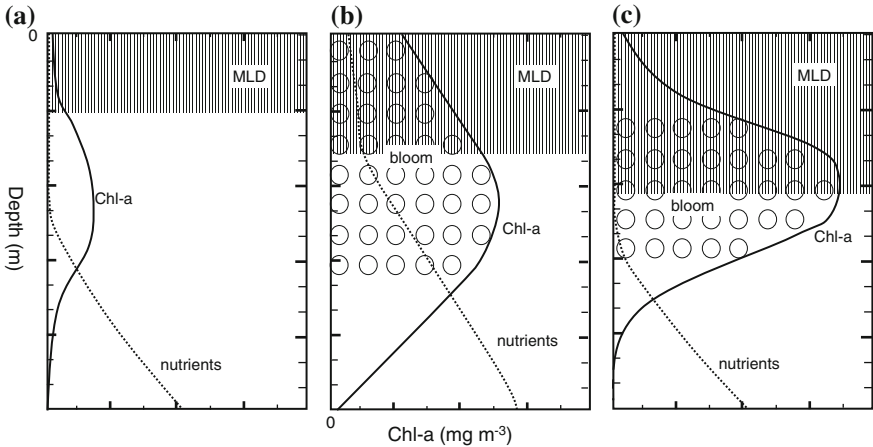 (a)
(b)
(c)
0
MLD
MLD
MLD
bloom
bloom
Depth (m)
Chl-a
Chl-a
Chl-a
nutrients
nutrients
nutrients
0
Chl-a (mg m-3)